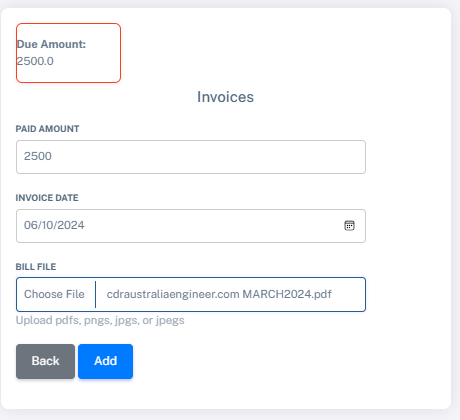 Due Amount:
2500.0
Invoices
PAID AMOUNT
2500
INVOICE DATE
06/10/2024
BILL FILE
Choose File cdraustraliaengineer.com MARCH2024.pdf
Upload pdfs, pngs, jpgs, or jpegs
Back Add